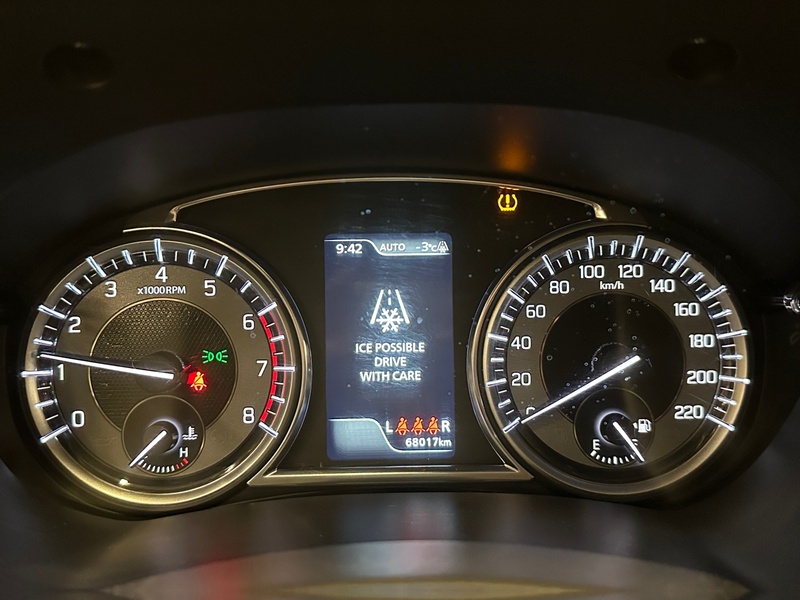 9:42 AUTO -3°C
ICE POSSIBLE
DRIVE
WITH CARE
L R
68017km
0 1 2 3 4 5 6 7 8
x1000RPM
H
0 20 40 60 80 100 120 140 160 180 200 220
km/h
E F